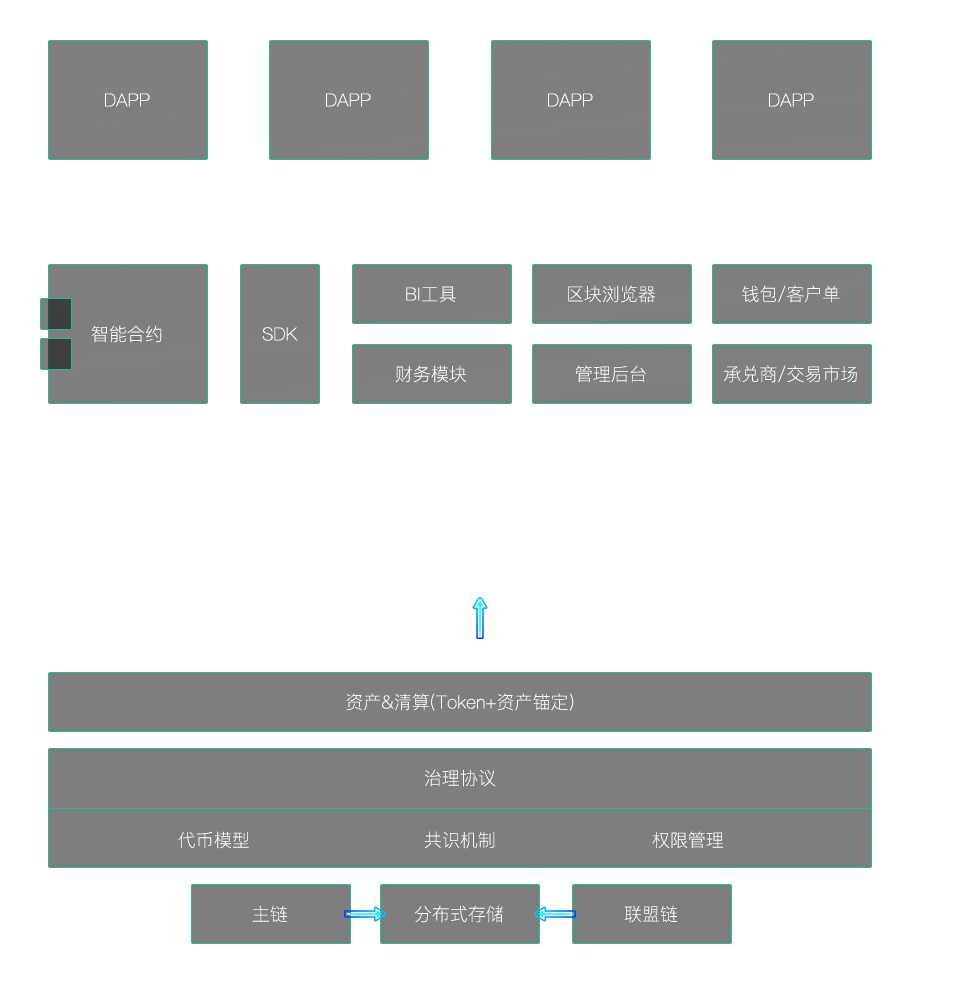 DAPP
DAPP
DAPP
DAPP
智能合约
SDK
BI工具
区块浏览器
钱包/客户单
财务模块
管理后台
承兑商/交易市场
资产&清算(Token+资产锚定)
治理协议
代币模型
共识机制
权限管理
主链
分布式存储
联盟链